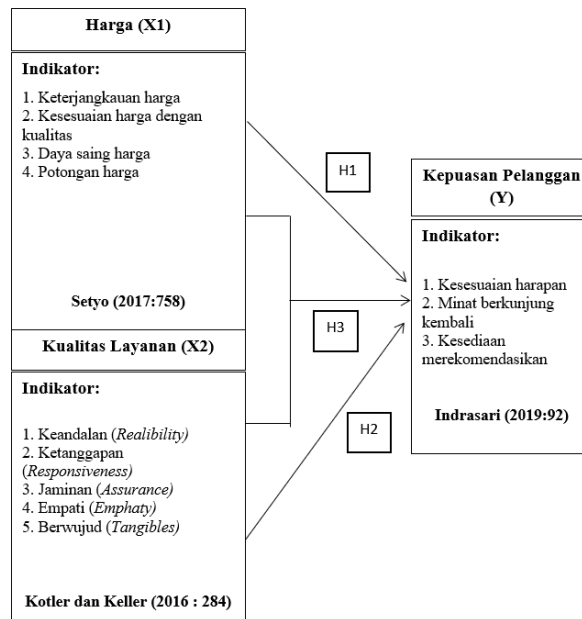 Harga (X1)
Indikator:
1. Keterjangkauan harga
2. Kesesuaian harga dengan
kualitas
3. Daya saing harga
4. Potongan harga
Setyo (2017:758)
Kualitas Layanan (X2)
Indikator:
1. Keandalan (Realibility)
2. Ketanggapan
(Responsiveness)
3. Jaminan (Assurance)
4. Empati (Emphaty)
5. Berwujud (Tangibles)
Kotler dan Keller (2016 : 284)
H1
H3
H2
Kepuasan Pelanggan
(Y)
Indikator:
1. Kesesuaian harapan
2. Minat berkunjung
kembali
3. Kesediaan
merekomendasikan
Indrasari (2019:92)